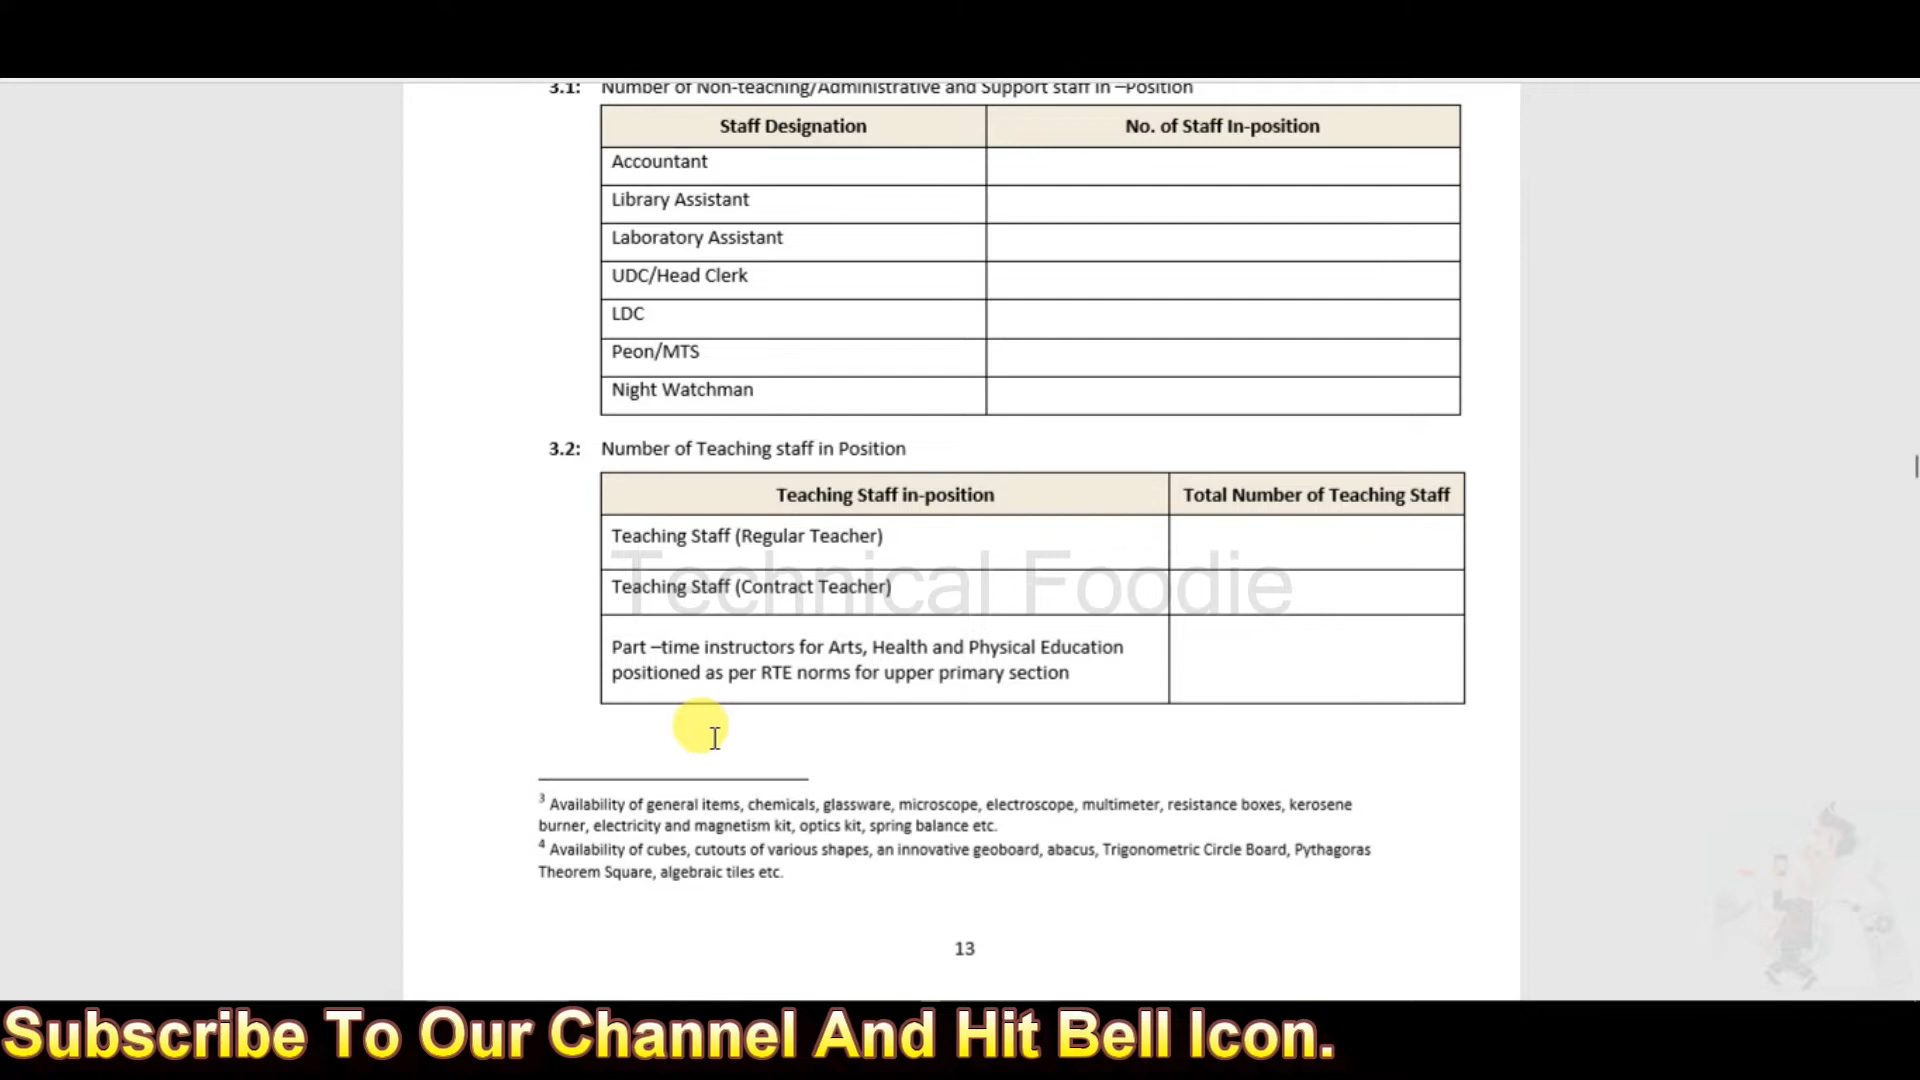 3.1: Number of Non-teaching/Administrative and Support staff in –Position
Staff Designation No. of Staff In-position
Accountant
Library Assistant
Laboratory Assistant
UDC/Head Clerk
LDC
Peon/MTS
Night Watchman
3.2: Number of Teaching staff in Position
Teaching Staff in-position Total Number of Teaching Staff
Teaching Staff (Regular Teacher)
Technical Foodie
Teaching Staff (Contract Teacher)
Part –time instructors for Arts, Health and Physical Education
positioned as per RTE norms for upper primary section
3 Availability of general items, chemicals, glassware, microscope, electroscope, multimeter, resistance boxes, kerosene
burner, electricity and magnetism kit, optics kit, spring balance etc.
4 Availability of cubes, cutouts of various shapes, an innovative geoboard, abacus, Trigonometric Circle Board, Pythagoras
Theorem Square, algebraic tiles etc.
13
Subscribe To Our Channel And Hit Bell Icon.